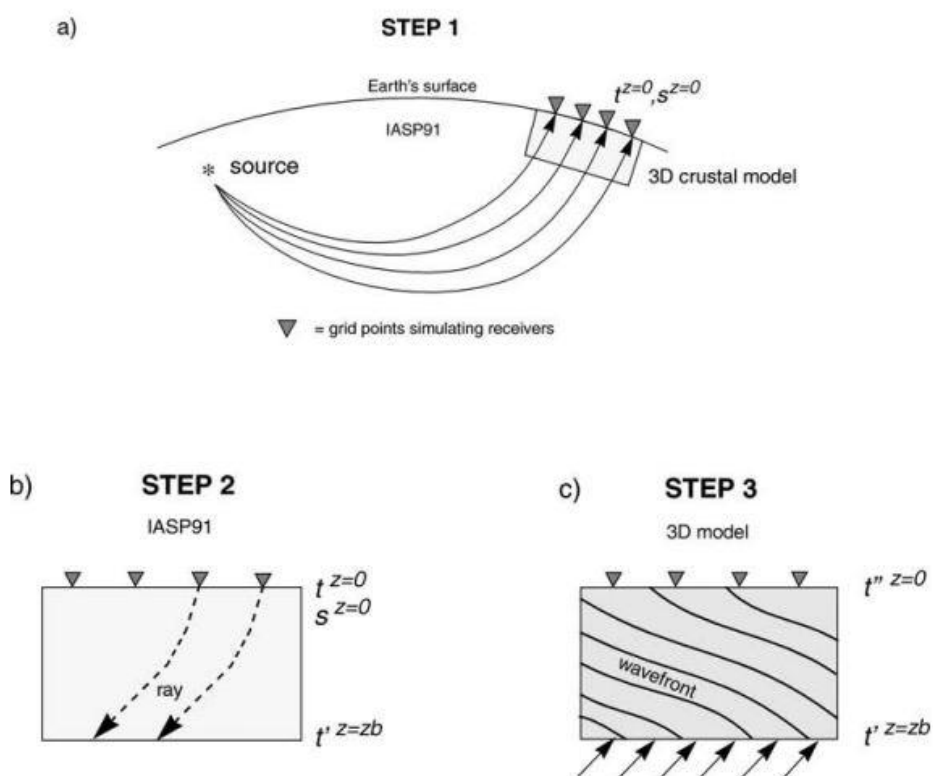 a)
STEP 1
Earth's surface
IASP91
t^{z=0}, s^{z=0}
* source
3D crustal model
= grid points simulating receivers
b)
STEP 2
IASP91
t^{z=0}
s^{z=0}
ray
t'^{z=zb}
c)
STEP 3
3D model
t''^{z=0}
wavefront
t'^{z=zb}